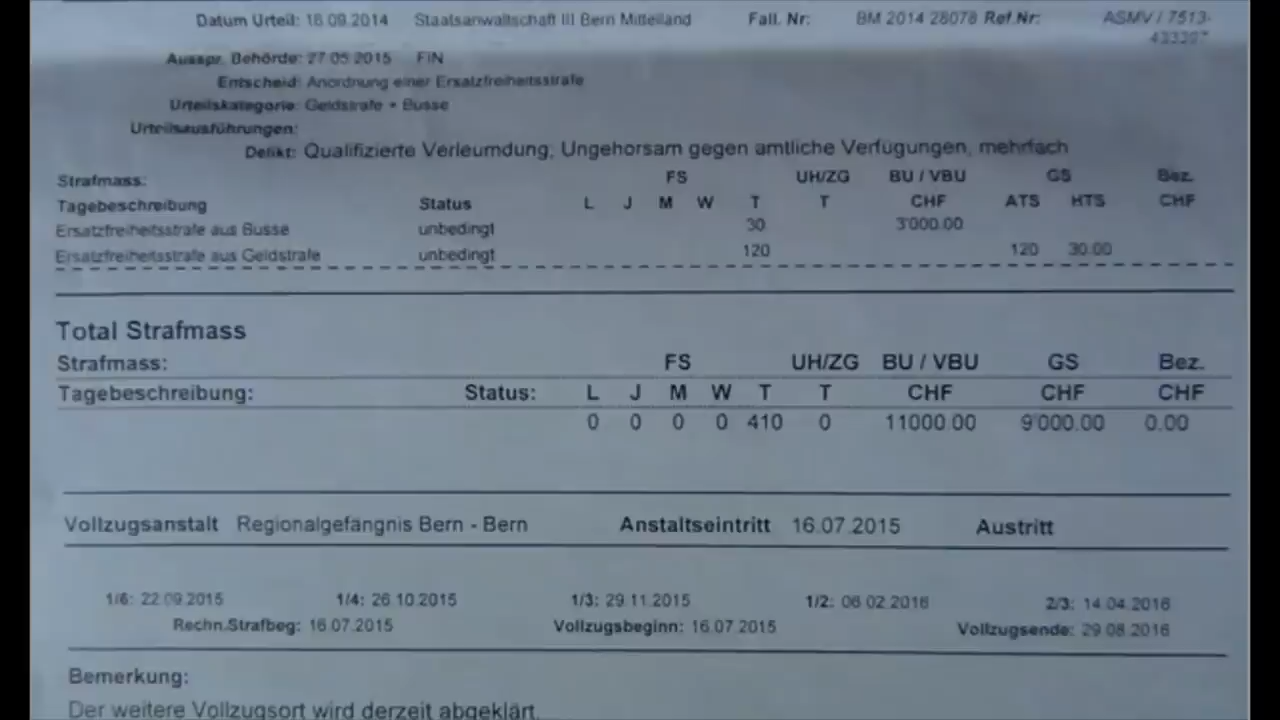 Datum Urteil: 18.09.2014 Staatsanwaltschaft III Bern Mittelland Fall. Nr: BM 2014 28078 Ref.Nr: ASMV / 7513-
Ausspr. Behörde: 27.05.2015 FIN
Entscheid: Anordnung einer Ersatzfreiheitsstrafe
Urteilskategorie: Geldstrafe + Busse
Urteilsausführungen:
Delikt: Qualifizierte Verleumdung; Ungehorsam gegen amtliche Verfügungen, mehrfach
Strafmass: FS UH/ZG BU / VBU GS Bez.
Tagebeschreibung Status L J M W T T CHF ATS HTS CHF
Ersatzfreiheitsstrafe aus Busse unbedingt 30 3'000.00
Ersatzfreiheitsstrafe aus Geldstrafe unbedingt 120 120 30.00
Total Strafmass
Strafmass: FS UH/ZG BU / VBU GS Bez.
Tagebeschreibung: Status: L J M W T T CHF CHF CHF
0 0 0 0 410 0 11000.00 9'000.00 0.00
Vollzugsanstalt Regionalgefängnis Bern - Bern Anstaltseintritt 16.07.2015 Austritt
1/6: 22.09.2015 1/4: 26.10.2015 1/3: 29.11.2015 1/2: 06.02.2016 2/3: 14.04.2016
Rechn.Strafbeg: 16.07.2015 Vollzugsbeginn: 16.07.2015 Vollzugsende: 29.08.2016
Bemerkung:
Der weitere Vollzugsort wird derzeit abgeklärt.